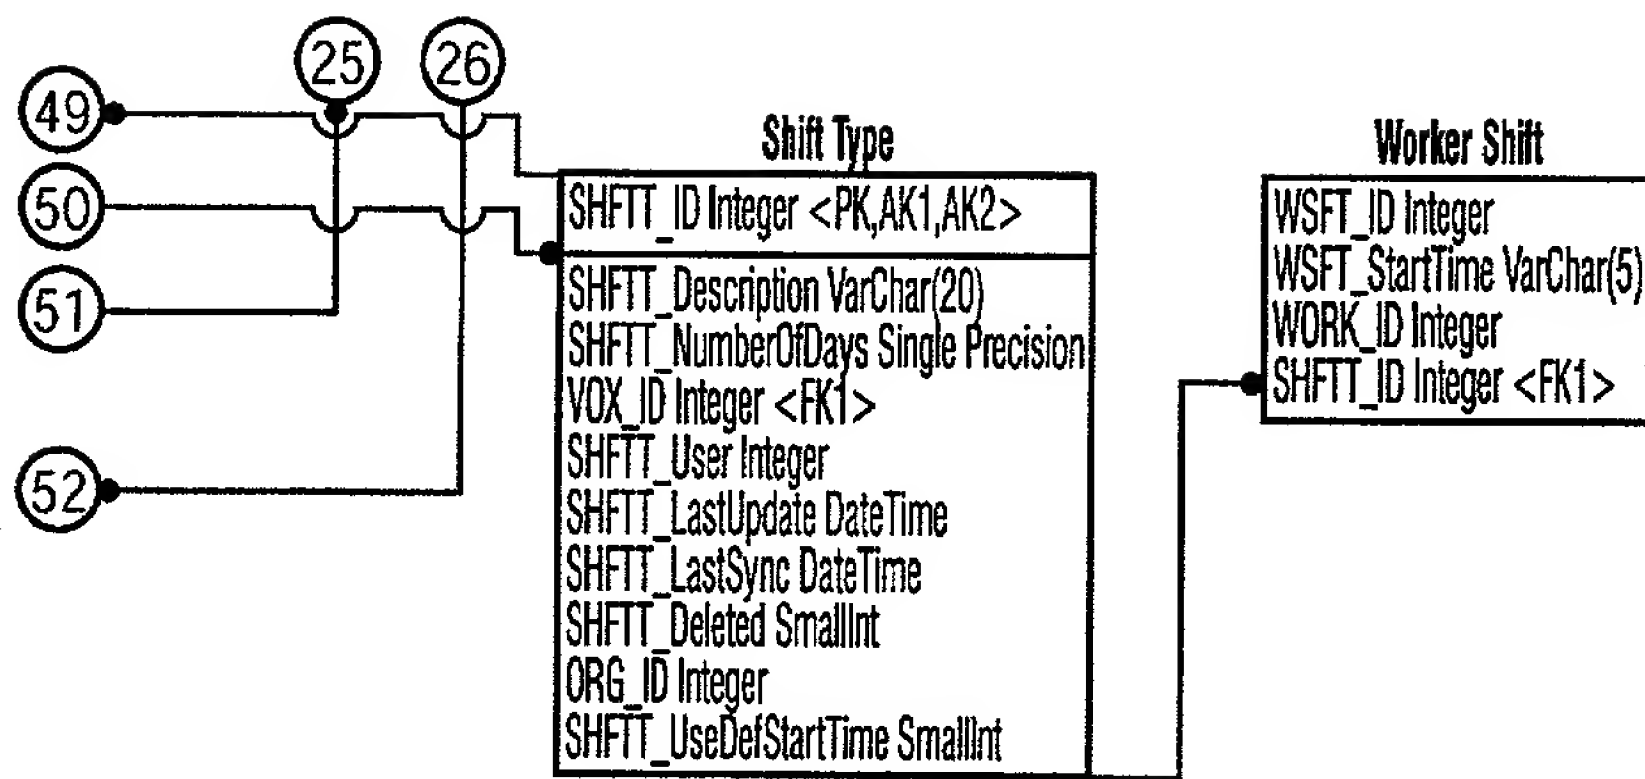 25
26
49
50
51
52
Shift Type
SHFTT_ID Integer <PK,AK1,AK2>
SHFTT_Description VarChar(20)
SHFTT_NumberOfDays Single Precision
VOX_ID Integer <FK1>
SHFTT_User Integer
SHFTT_LastUpdate DateTime
SHFTT_LastSync DateTime
SHFTT_Deleted SmallInt
ORG_ID Integer
SHFTT_UseDefStartTime SmallInt
Worker Shift
WSFT_ID Integer
WSFT_StartTime VarChar(5)
WORK_ID Integer
SHFTT_ID Integer <FK1>